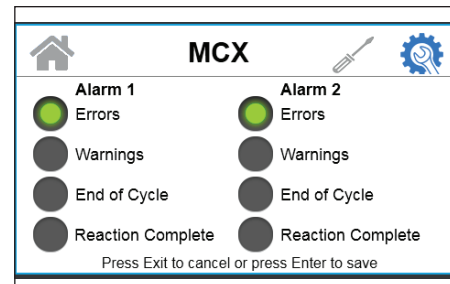 MCX
Alarm 1 Alarm 2
Errors Errors
Warnings Warnings
End of Cycle End of Cycle
Reaction Complete Reaction Complete
Press Exit to cancel or press Enter to save